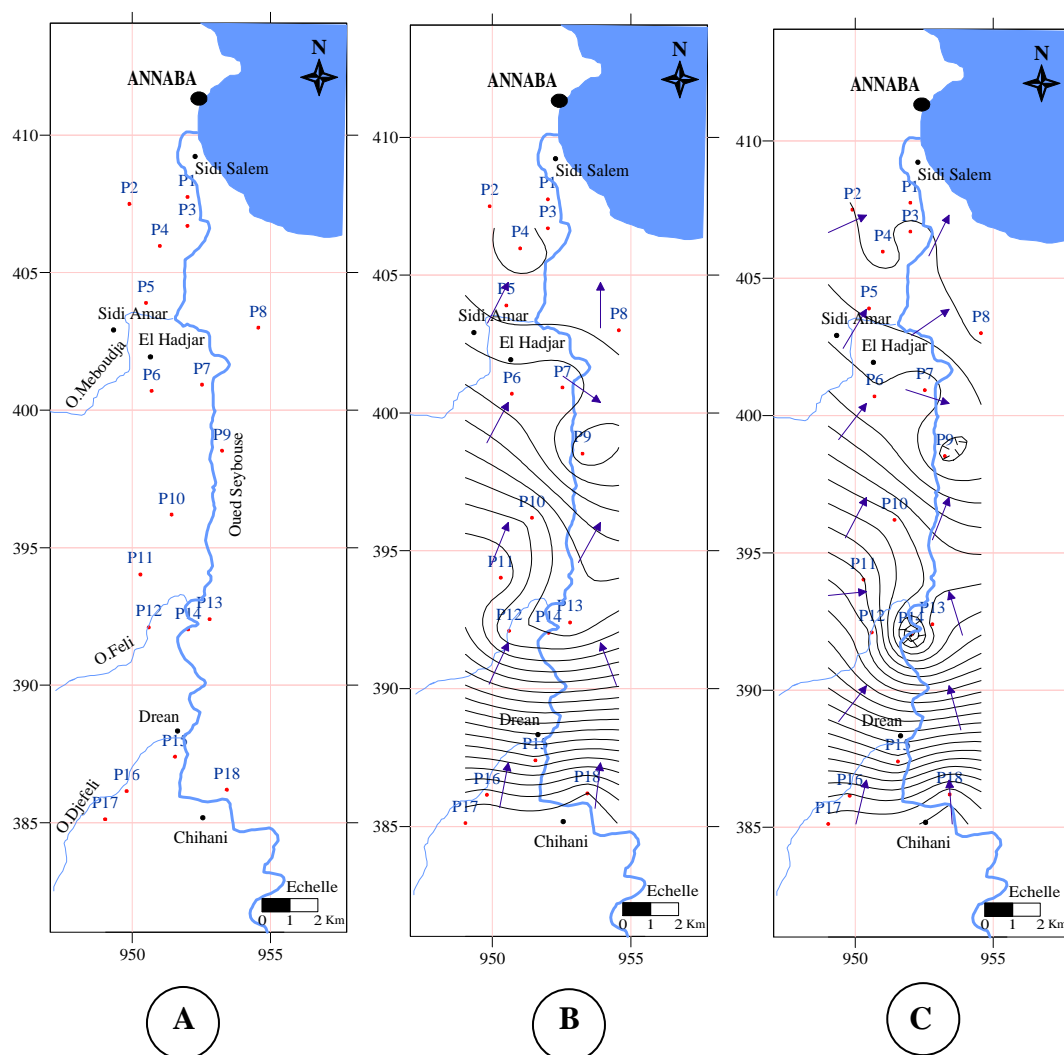 N
ANNABA
410
Sidi Salem
P1
P2
P3
P4
405
P5
P8
Sidi Amar
El Hadjar
O.Meboudja
P6
P7
400
P9
Oued Seybouse
P10
395
P11
P13
P12
P14
O.Feli
390
Drean
P15
P16
P18
P17
O.Djefeli
385
Chihani
Echelle
0 1 2 Km
950
955
A
N
ANNABA
410
Sidi Salem
P1
P2
P3
P4
405
P5
P8
Sidi Amar
El Hadjar
P6
P7
400
P9
P10
395
P11
P13
P12
P14
390
Drean
P15
P16
P18
P17
385
Chihani
Echelle
0 1 2 Km
950
955
B
N
ANNABA
410
Sidi Salem
P1
P2
P3
P4
405
P5
P8
Sidi Amar
El Hadjar
P6
P7
400
P9
P10
395
P11
P13
P12
P14
390
Drean
P15
P16
P18
P17
385
Chihani
Echelle
0 1 2 Km
950
955
C